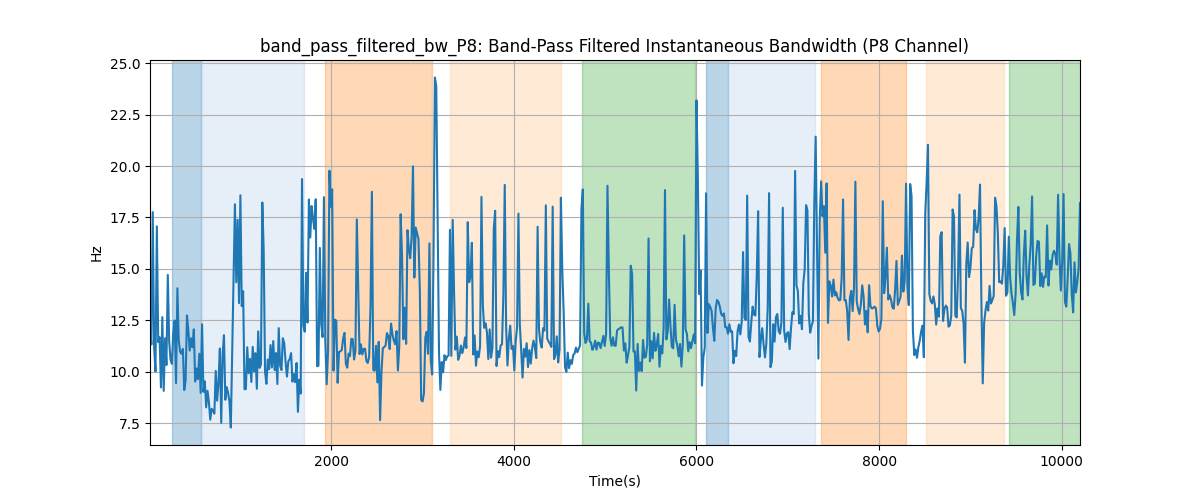 band_pass_filtered_bw_P8: Band-Pass Filtered Instantaneous Bandwidth (P8 Channel)
25.0
22.5
20.0
17.5
15.0
12.5
10.0
7.5
Hz
2000 4000 6000 8000 10000
Time(s)